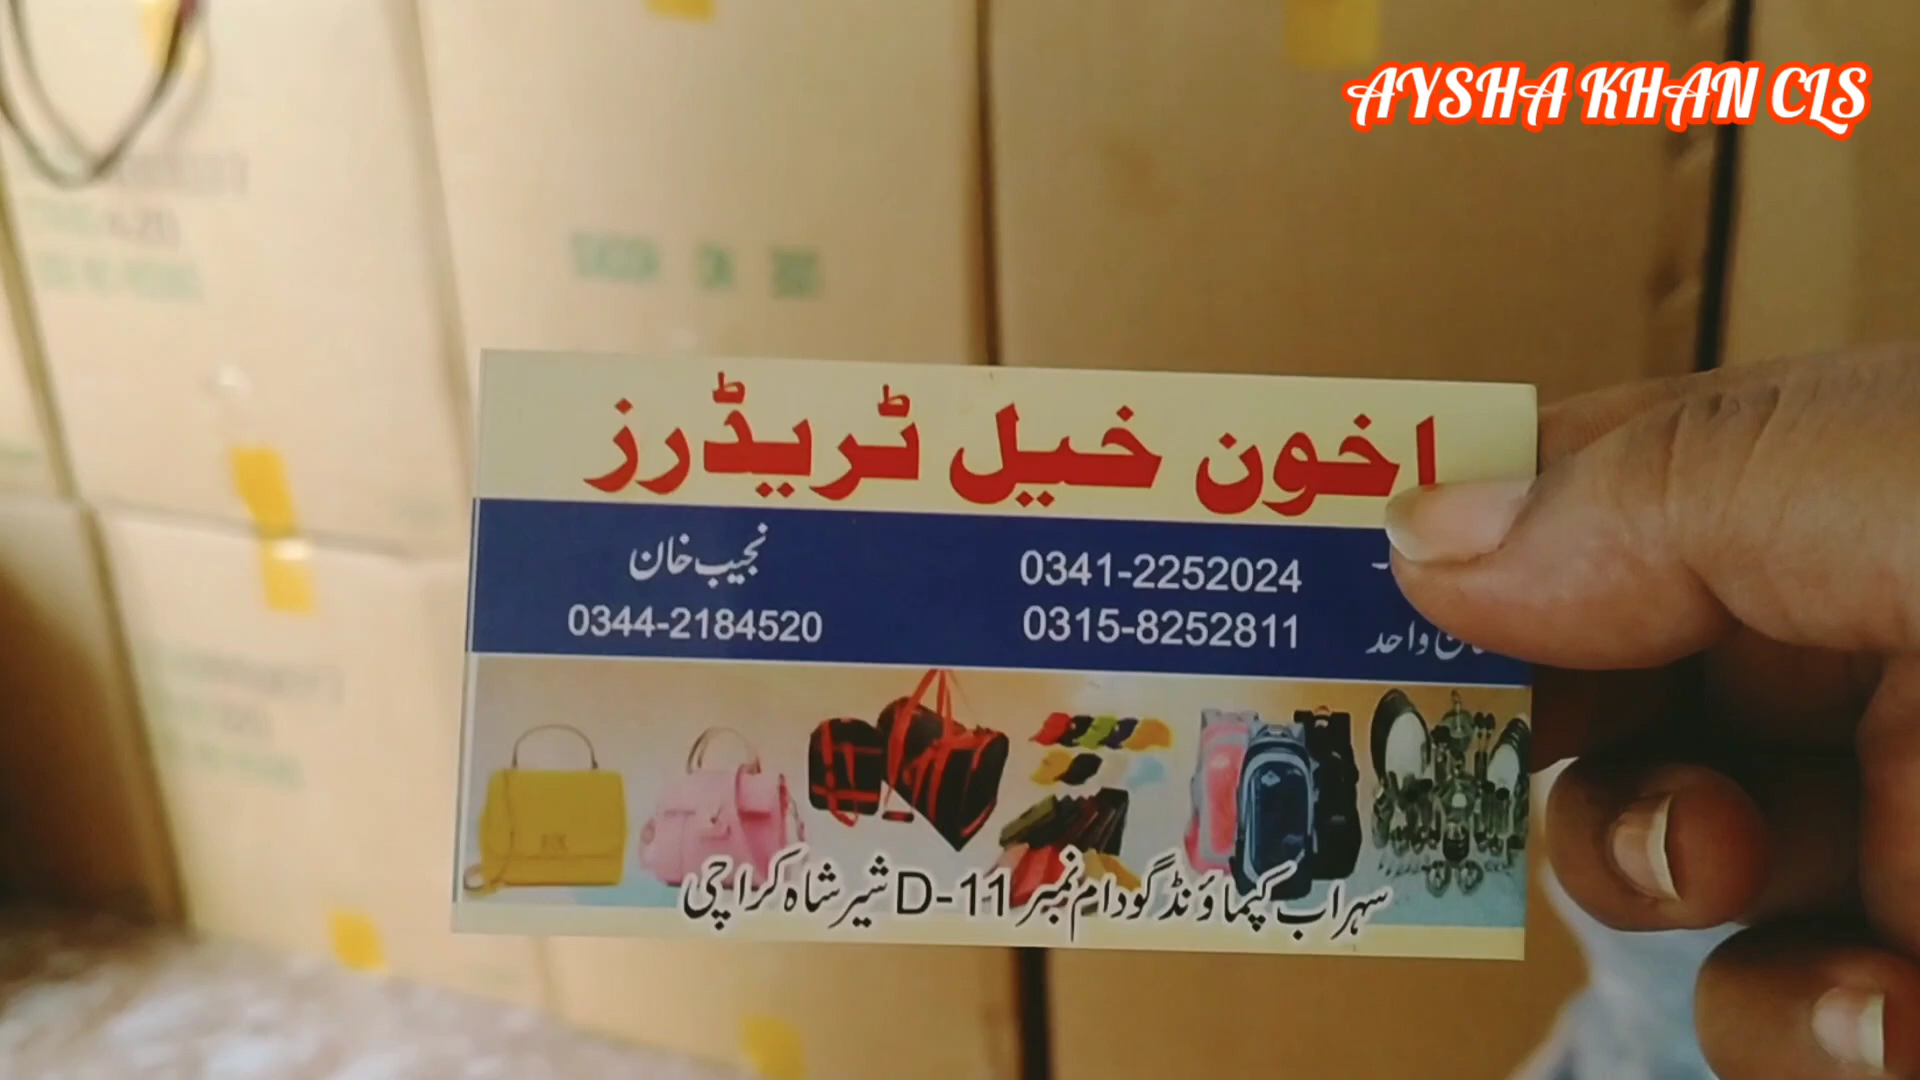 AYSHA KHAN CLS
اخون خیل ٹریڈرز
0341-2252024
واحد 0315-8252811
نجیب خان
0344-2184520
سہراب کمپاؤنڈ گودام نمبر D-11 شیر شاہ کراچی